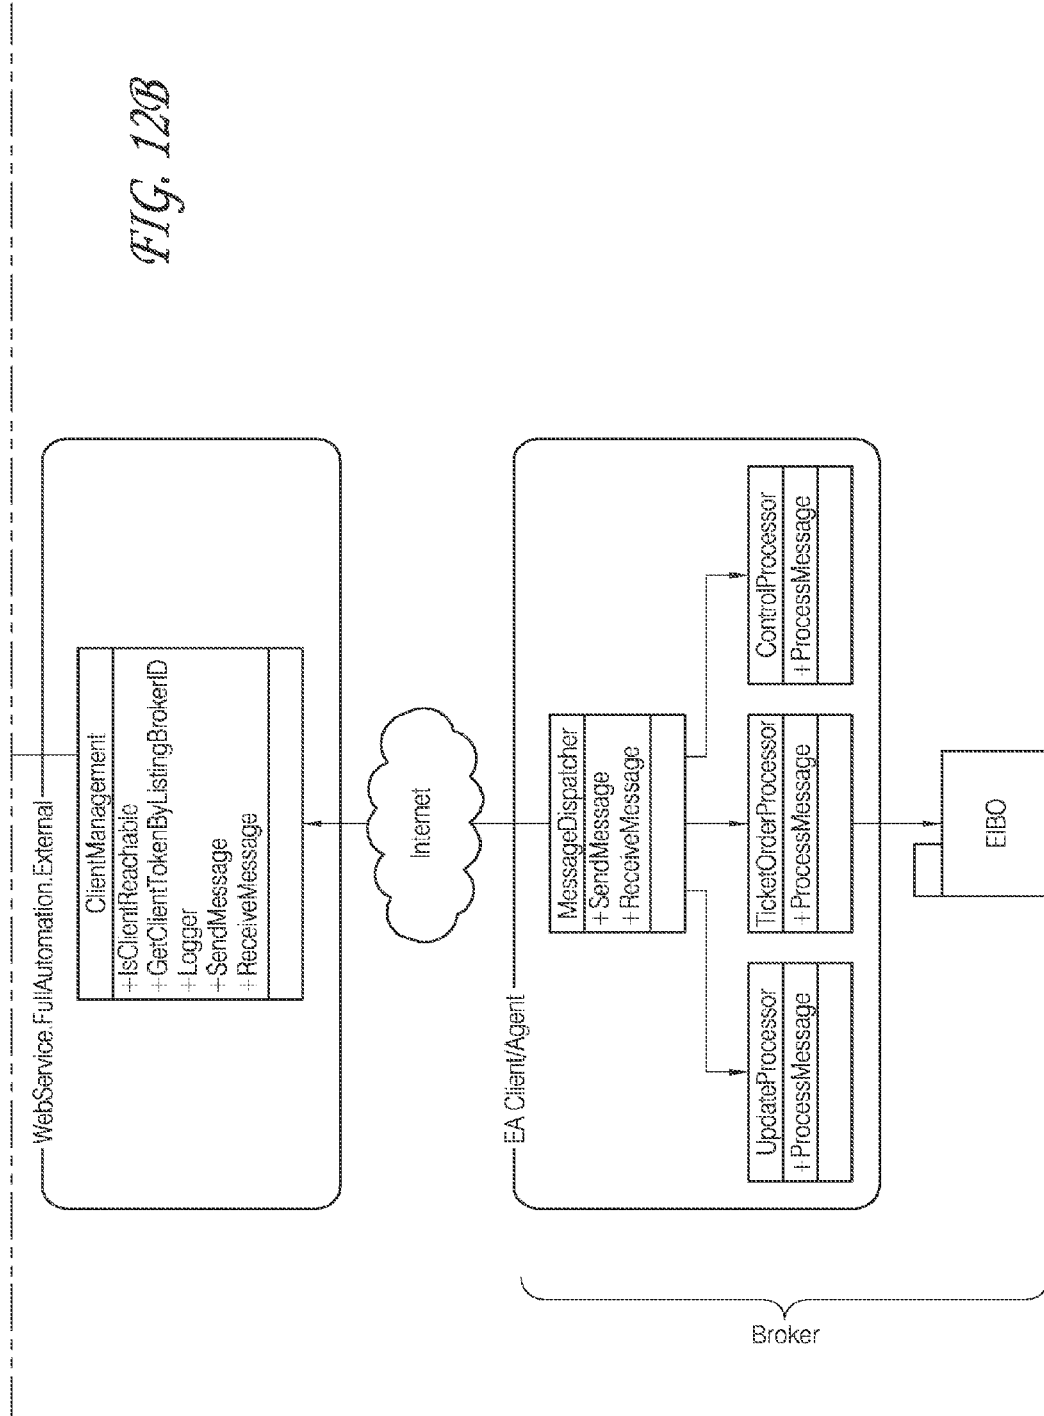 FIG. 12B
WebService.FullAutomation.External
ClientManagement
+IsClientReachable
+GetClientTokenByListingBrokerID
+Logger
+SendMessage
+ReceiveMessage
Internet
EA Client/Agent
MessageDispatcher
+SendMessage
+ReceiveMessage
UpdateProcessor
+ProcessMessage
TicketOrderProcessor
+ProcessMessage
ControlProcessor
+ProcessMessage
EIBO
Broker